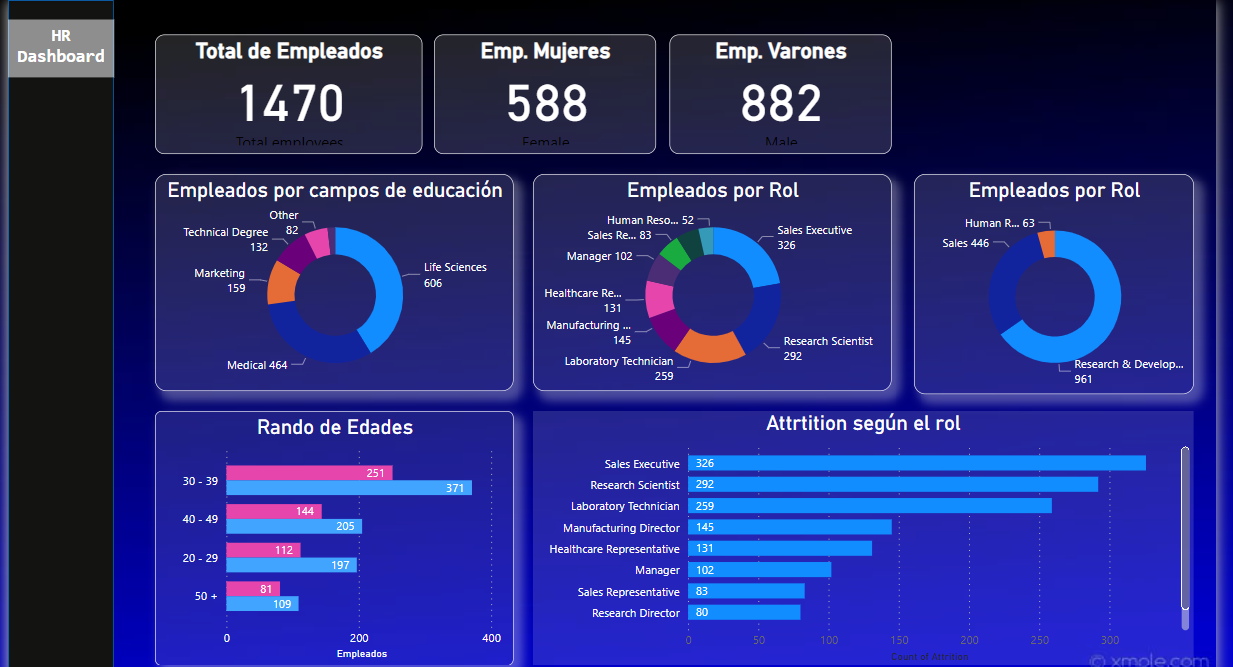 HR
Dashboard
Total de Empleados
1470
Total employees
Emp. Mujeres
588
Female
Emp. Varones
882
Male
Empleados por campos de educación
Other
82
Technical Degree
132
Marketing
159
Medical 464
Life Sciences
606
Empleados por Rol
Human Reso... 52
Sales Re... 83
Manager 102
Healthcare Re...
131
Manufacturing ...
145
Laboratory Technician
259
Sales Executive
326
Research Scientist
292
Empleados por Rol
Human R... 63
Sales 446
Research & Develop...
961
Rando de Edades
30 - 39
251
371
40 - 49
144
205
20 - 29
112
197
50 +
81
109
0 200 400
Empleados
Attrtition según el rol
Sales Executive 326
Research Scientist 292
Laboratory Technician 259
Manufacturing Director 145
Healthcare Representative 131
Manager 102
Sales Representative 83
Research Director 80
0 50 100 150 200 250 300
Count of Attrition
© xmple.com